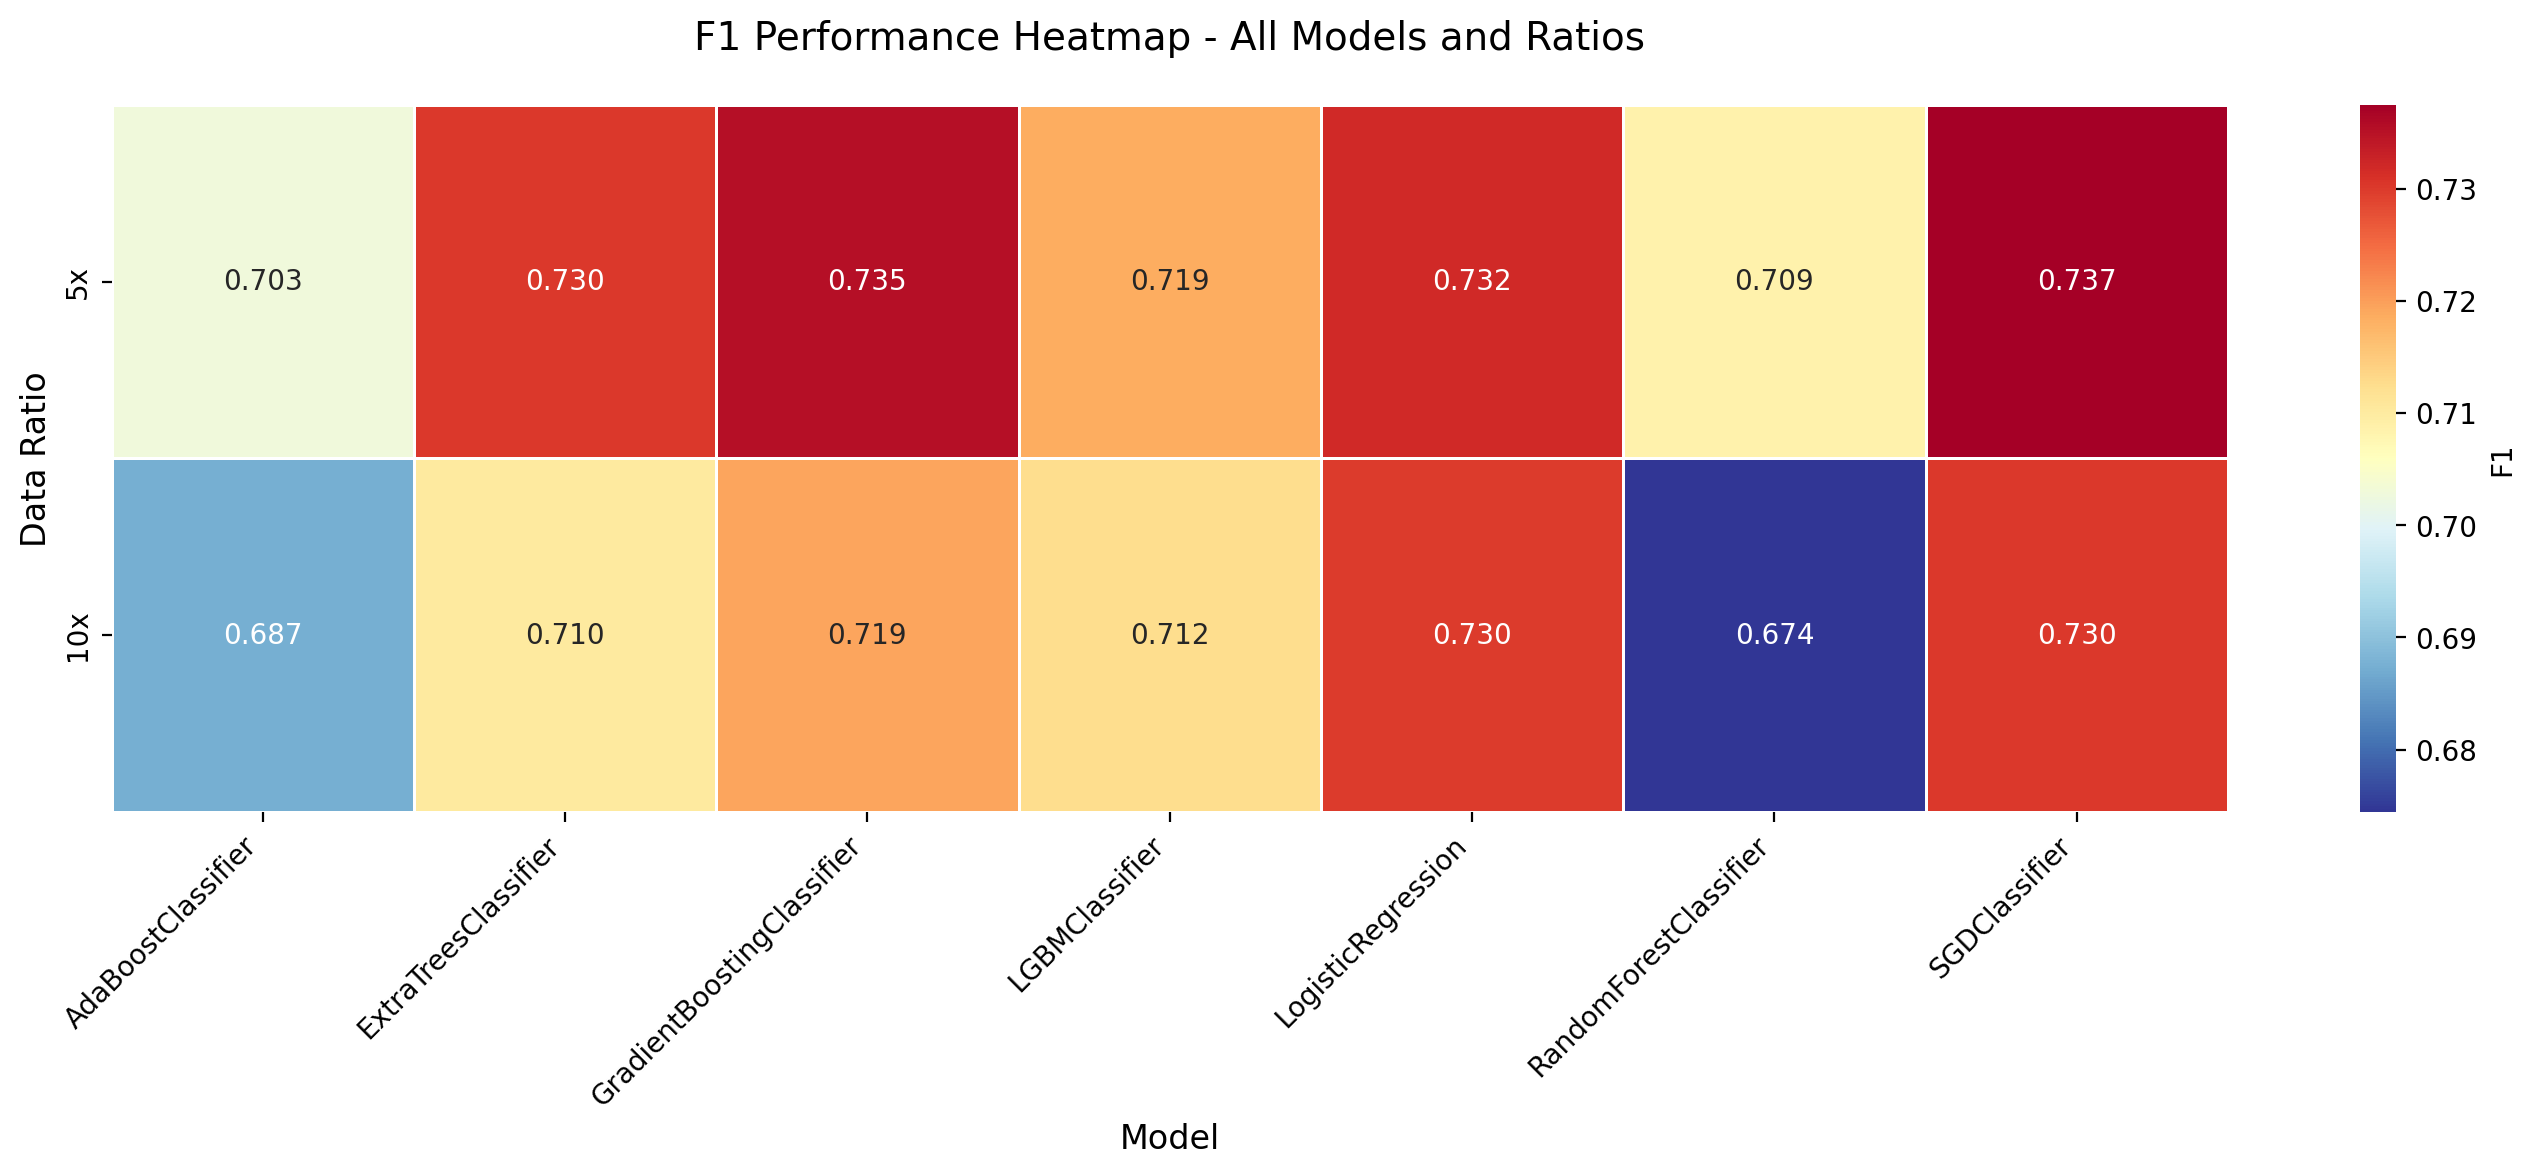 F1 Performance Heatmap - All Models and Ratios
Data Ratio
5x
0.703 0.730 0.735 0.719 0.732 0.709 0.737
10x
0.687 0.710 0.719 0.712 0.730 0.674 0.730
AdaBoostClassifier
ExtraTreesClassifier
GradientBoostingClassifier
LGBMClassifier
LogisticRegression
RandomForestClassifier
SGDClassifier
Model
0.73
0.72
0.71
0.70
0.69
0.68
F1